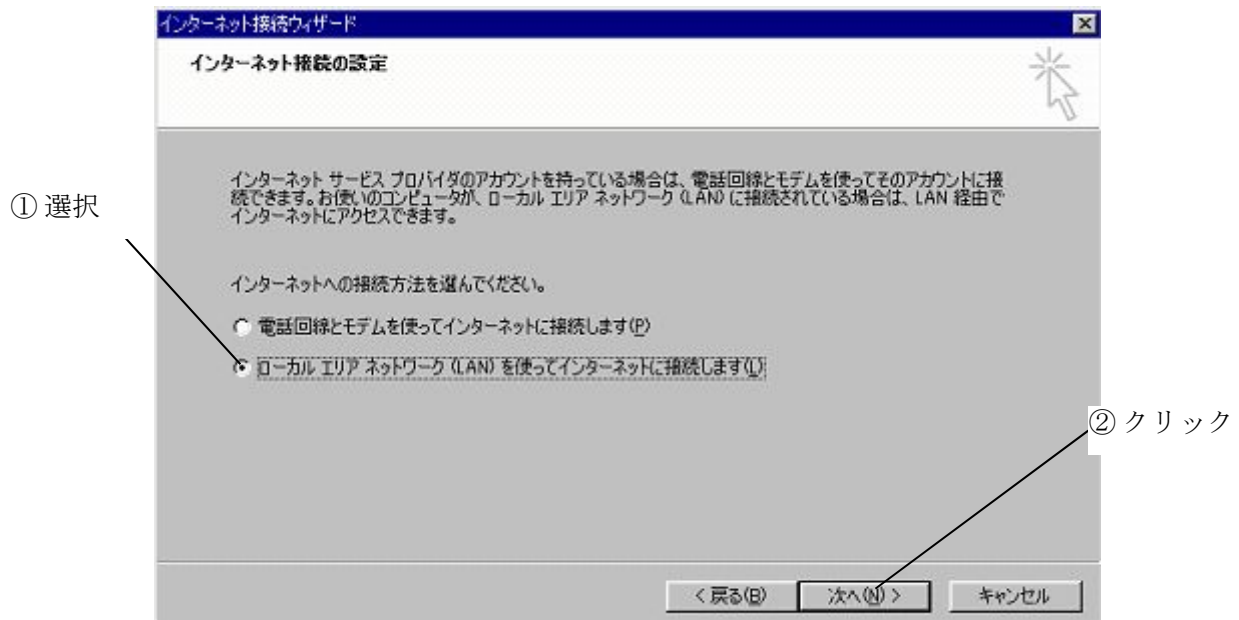 インターネット接続ウィザード
インターネット接続の設定
インターネット サービス プロバイダのアカウントを持っている場合は、電話回線とモデムを使ってそのアカウントに接
続できます。お使いのコンピュータが、ローカル エリア ネットワーク (LAN) に接続されている場合は、LAN 経由で
インターネットにアクセスできます。
① 選択
インターネットへの接続方法を選んでください。
電話回線とモデムを使ってインターネットに接続します(P)
ローカル エリア ネットワーク (LAN) を使ってインターネットに接続します(L)
② クリック
< 戻る(B)
次へ(N) >
キャンセル